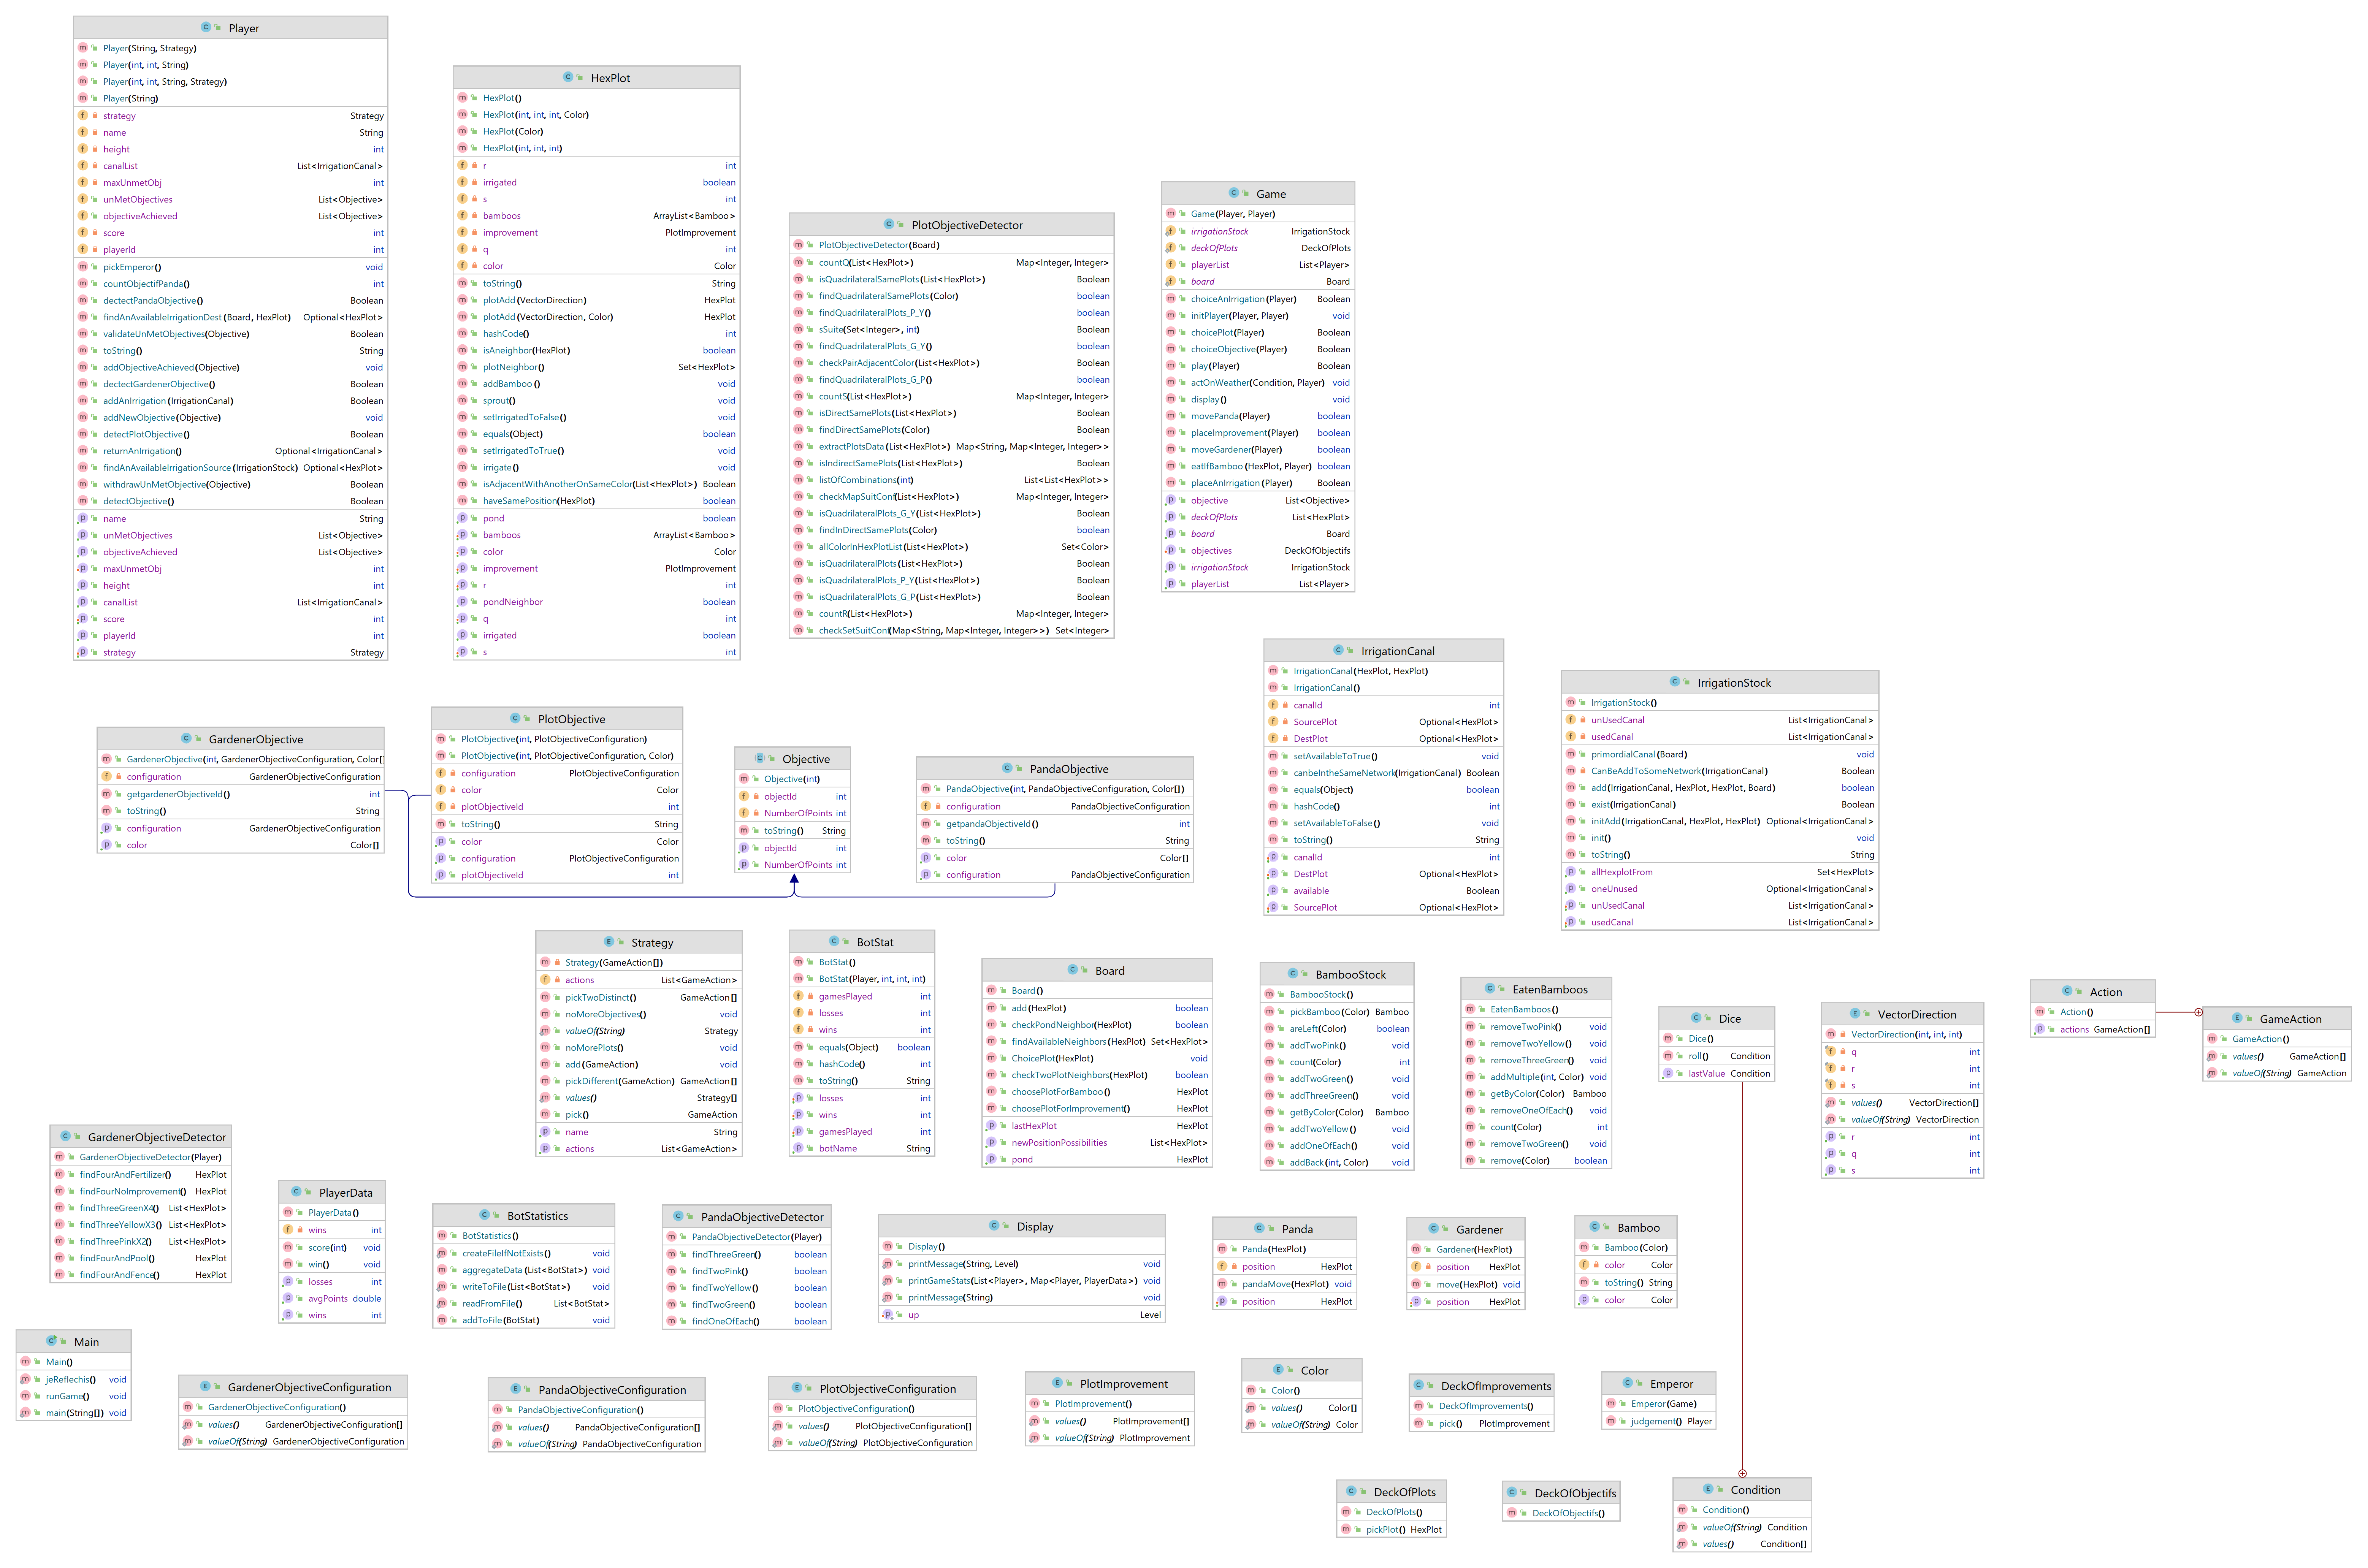 Player
Player(String, Strategy)
Player(int, int, String)
Player(int, int, String, Strategy)
Player(String)
strategy Strategy
name String
height int
canalList List<IrrigationCanal>
maxUnmetObj int
unMetObjectives List<Objective>
objectiveAchieved List<Objective>
score int
playerId int
pickEmperor() void
countObjectifPanda() int
dectectPandaObjective() Boolean
findAnAvailableIrrigationDest(Board, HexPlot) Optional<HexPlot>
validateUnMetObjectives(Objective) Boolean
toString() String
addObjectiveAchieved(Objective) void
dectectGardenerObjective() Boolean
addAnIrrigation(IrrigationCanal) Boolean
addNewObjective(Objective) void
detectPlotObjective() Boolean
returnAnIrrigation() Optional<IrrigationCanal>
findAnAvailableIrrigationSource(IrrigationStock) Optional<HexPlot>
withdrawUnMetObjective(Objective) Boolean
detectObjective() Boolean
name String
unMetObjectives List<Objective>
objectiveAchieved List<Objective>
maxUnmetObj int
height int
canalList List<IrrigationCanal>
score int
playerId int
strategy Strategy
HexPlot
HexPlot()
HexPlot(int, int, int, Color)
HexPlot(Color)
HexPlot(int, int, int)
r int
irrigated boolean
s int
bamboos ArrayList<Bamboo>
improvement PlotImprovement
q int
color Color
toString() String
plotAdd(VectorDirection) HexPlot
plotAdd(VectorDirection, Color) HexPlot
hashCode() int
isAneighbor(HexPlot) boolean
plotNeighbor() Set<HexPlot>
addBamboo() void
sprout() void
setIrrigatedToFalse() void
equals(Object) boolean
setIrrigatedToTrue() void
irrigate() void
isAdjacentWithAnotherOnSameColor(List<HexPlot>) Boolean
haveSamePosition(HexPlot) boolean
pond boolean
bamboos ArrayList<Bamboo>
color Color
improvement PlotImprovement
r int
pondNeighbor boolean
q int
irrigated boolean
s int
PlotObjectiveDetector
PlotObjectiveDetector(Board)
countQ(List<HexPlot>) Map<Integer, Integer>
isQuadrilateralSamePlots(List<HexPlot>) Boolean
findQuadrilateralSamePlots(Color) boolean
findQuadrilateralPlots_P_Y() boolean
sSuite(Set<Integer>, int) Boolean
findQuadrilateralPlots_G_Y() boolean
checkPairAdjacentColor(List<HexPlot>) Boolean
findQuadrilateralPlots_G_P() boolean
countS(List<HexPlot>) Map<Integer, Integer>
isDirectSamePlots(List<HexPlot>) Boolean
findDirectSamePlots(Color) Boolean
extractPlotsData(List<HexPlot>) Map<String, Map<Integer, Integer>>
isIndirectSamePlots(List<HexPlot>) Boolean
listOfCombinations(int) List<List<HexPlot>>
checkMapSuitConf(List<HexPlot>) Map<Integer, Integer>
isQuadrilateralPlots_G_Y(List<HexPlot>) Boolean
findInDirectSamePlots(Color) boolean
allColorInHexPlotList(List<HexPlot>) Set<Color>
isQuadrilateralPlots(List<HexPlot>) Boolean
isQuadrilateralPlots_P_Y(List<HexPlot>) Boolean
isQuadrilateralPlots_G_P(List<HexPlot>) Boolean
countR(List<HexPlot>) Map<Integer, Integer>
checkSetSuitConf(Map<String, Map<Integer, Integer>>) Set<Integer>
Game
Game(Player, Player)
irrigationStock IrrigationStock
deckOfPlots DeckOfPlots
playerList List<Player>
board Board
choiceAnIrrigation(Player) Boolean
initPlayer(Player, Player) void
choicePlot(Player) Boolean
choiceObjective(Player) Boolean
play(Player) Boolean
actOnWeather(Condition, Player) void
display() void
movePanda(Player) boolean
placeImprovement(Player) boolean
moveGardener(Player) boolean
eatIfBamboo(HexPlot, Player) boolean
placeAnIrrigation(Player) Boolean
objective List<Objective>
deckOfPlots List<HexPlot>
board Board
objectives DeckOfObjectifs
irrigationStock IrrigationStock
playerList List<Player>
IrrigationCanal
IrrigationCanal(HexPlot, HexPlot)
IrrigationCanal()
canalId int
SourcePlot Optional<HexPlot>
DestPlot Optional<HexPlot>
setAvailableToTrue() void
canbeIntheSameNetwork(IrrigationCanal) Boolean
equals(Object) boolean
hashCode() int
setAvailableToFalse() void
toString() String
canalId int
DestPlot Optional<HexPlot>
available Boolean
SourcePlot Optional<HexPlot>
IrrigationStock
IrrigationStock()
unUsedCanal List<IrrigationCanal>
usedCanal List<IrrigationCanal>
primordialCanal(Board) void
CanBeAddToSomeNetwork(IrrigationCanal) Boolean
add(IrrigationCanal, HexPlot, HexPlot, Board) boolean
exist(IrrigationCanal) Boolean
initAdd(IrrigationCanal, HexPlot, HexPlot) Optional<IrrigationCanal>
init() void
toString() String
allHexplotFrom Set<HexPlot>
oneUnused Optional<IrrigationCanal>
unUsedCanal List<IrrigationCanal>
usedCanal List<IrrigationCanal>
GardenerObjective
GardenerObjective(int, GardenerObjectiveConfiguration, Color[]
configuration GardenerObjectiveConfiguration
getgardenerObjectiveId() int
toString() String
configuration GardenerObjectiveConfiguration
color Color[]
PlotObjective
PlotObjective(int, PlotObjectiveConfiguration)
PlotObjective(int, PlotObjectiveConfiguration, Color)
configuration PlotObjectiveConfiguration
color Color
plotObjectiveId int
toString() String
color Color
configuration PlotObjectiveConfiguration
plotObjectiveId int
Objective
Objective(int)
objectId int
NumberOfPoints int
toString() String
objectId int
NumberOfPoints int
PandaObjective
PandaObjective(int, PandaObjectiveConfiguration, Color[])
configuration PandaObjectiveConfiguration
getpandaObjectiveId() int
toString() String
color Color[]
configuration PandaObjectiveConfiguration
Strategy
Strategy(GameAction[])
actions List<GameAction>
pickTwoDistinct() GameAction[]
noMoreObjectives() void
valueOf(String) Strategy
noMorePlots() void
add(GameAction) void
pickDifferent(GameAction) GameAction[]
values() Strategy[]
pick() GameAction
name String
actions List<GameAction>
BotStat
BotStat()
BotStat(Player, int, int, int)
gamesPlayed int
losses int
wins int
equals(Object) boolean
hashCode() int
toString() String
losses int
wins int
gamesPlayed int
botName String
Board
Board()
add(HexPlot) boolean
checkPondNeighbor(HexPlot) boolean
findAvailableNeighbors(HexPlot) Set<HexPlot>
ChoicePlot(HexPlot) void
checkTwoPlotNeighbors(HexPlot) boolean
choosePlotForBamboo() HexPlot
choosePlotForImprovement() HexPlot
lastHexPlot HexPlot
newPositionPossibilities List<HexPlot>
pond HexPlot
BambooStock
BambooStock()
pickBamboo(Color) Bamboo
areLeft(Color) boolean
addTwoPink() void
count(Color) int
addTwoGreen() void
addThreeGreen() void
getByColor(Color) Bamboo
addTwoYellow() void
addOneOfEach() void
addBack(int, Color) void
EatenBamboos
EatenBamboos()
removeTwoPink() void
removeTwoYellow() void
removeThreeGreen() void
addMultiple(int, Color) void
getByColor(Color) Bamboo
removeOneOfEach() void
count(Color) int
removeTwoGreen() void
remove(Color) boolean
Dice
Dice()
roll() Condition
lastValue Condition
VectorDirection
VectorDirection(int, int, int)
q int
r int
s int
values() VectorDirection[]
valueOf(String) VectorDirection
r int
q int
s int
Action
Action()
actions GameAction[]
GameAction
GameAction()
values() GameAction[]
valueOf(String) GameAction
GardenerObjectiveDetector
GardenerObjectiveDetector(Player)
findFourAndFertilizer() HexPlot
findFourNoImprovement() HexPlot
findThreeGreenX4() List<HexPlot>
findThreeYellowX3() List<HexPlot>
findThreePinkX2() List<HexPlot>
findFourAndPool() HexPlot
findFourAndFence() HexPlot
PlayerData
PlayerData()
wins int
score(int) void
win() void
losses int
avgPoints double
wins int
BotStatistics
BotStatistics()
createFileIfNotExists() void
aggregateData(List<BotStat>) void
writeToFile(List<BotStat>) void
readFromFile() List<BotStat>
addToFile(BotStat) void
PandaObjectiveDetector
PandaObjectiveDetector(Player)
findThreeGreen() boolean
findTwoPink() boolean
findTwoYellow() boolean
findTwoGreen() boolean
findOneOfEach() boolean
Display
Display()
printMessage(String, Level) void
printGameStats(List<Player>, Map<Player, PlayerData>) void
printMessage(String) void
up Level
Panda
Panda(HexPlot)
position HexPlot
pandaMove(HexPlot) void
position HexPlot
Gardener
Gardener(HexPlot)
position HexPlot
move(HexPlot) void
position HexPlot
Bamboo
Bamboo(Color)
color Color
toString() String
color Color
Main
Main()
jeReflechis() void
runGame() void
main(String[]) void
GardenerObjectiveConfiguration
GardenerObjectiveConfiguration()
values() GardenerObjectiveConfiguration[]
valueOf(String) GardenerObjectiveConfiguration
PandaObjectiveConfiguration
PandaObjectiveConfiguration()
values() PandaObjectiveConfiguration[]
valueOf(String) PandaObjectiveConfiguration
PlotObjectiveConfiguration
PlotObjectiveConfiguration()
values() PlotObjectiveConfiguration[]
valueOf(String) PlotObjectiveConfiguration
PlotImprovement
PlotImprovement()
values() PlotImprovement[]
valueOf(String) PlotImprovement
Color
Color()
values() Color[]
valueOf(String) Color
DeckOfImprovements
DeckOfImprovements()
pick() PlotImprovement
Emperor
Emperor(Game)
judgement() Player
DeckOfPlots
DeckOfPlots()
pickPlot() HexPlot
DeckOfObjectifs
DeckOfObjectifs()
Condition
Condition()
valueOf(String) Condition
values() Condition[]